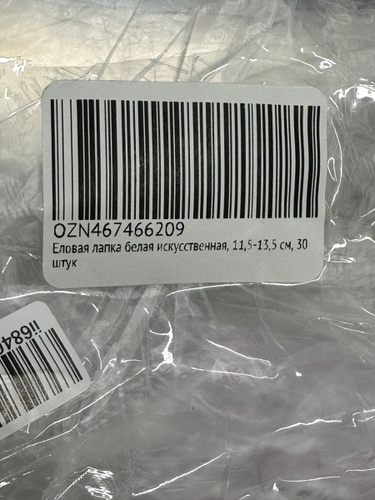 OZN467466209
Еловая лапка белая искусственная, 11,5-13,5 см, 30
штук